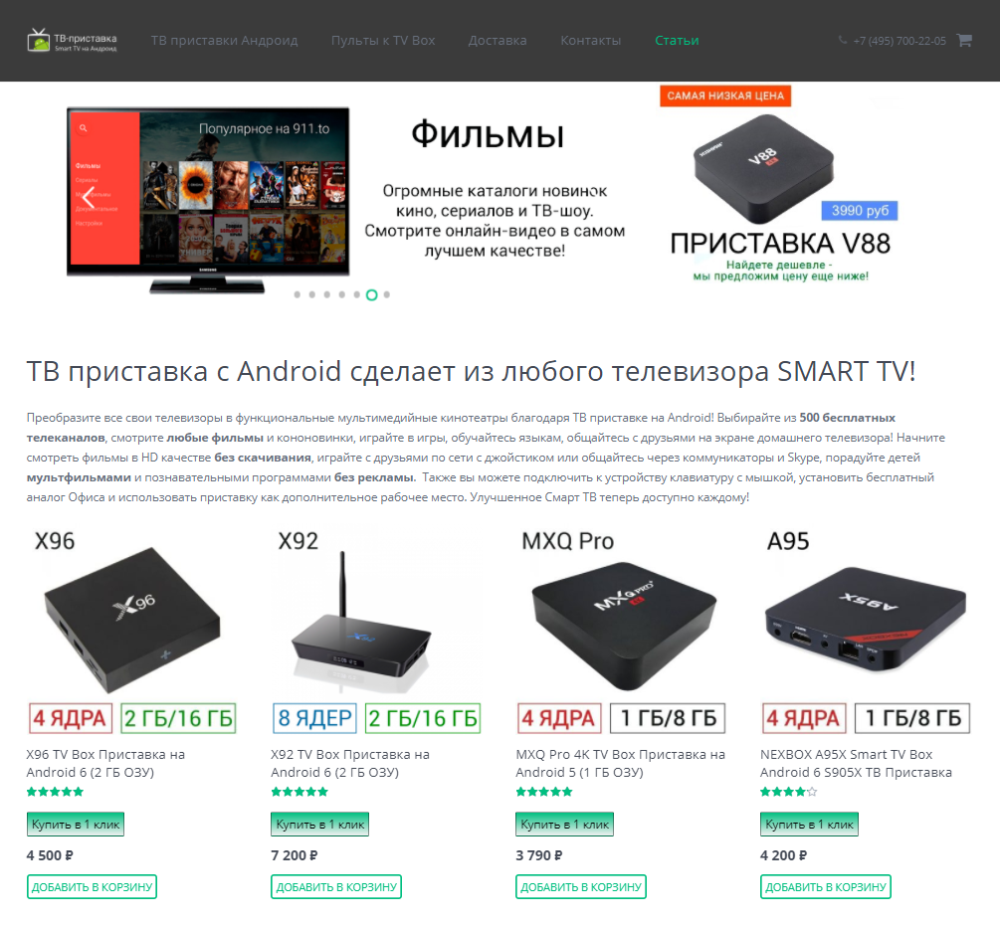 ТВ-приставка
Smart TV на Андроид
ТВ приставки Андроид
Пульты к TV Box
Доставка
Контакты
Статьи
+7 (495) 700-22-05
Популярное на 911.to
Фильмы
Сериалы
Мультфильмы
Документальное
Настройки
SAMSUNG
Фильмы
Огромные каталоги новинок
кино, сериалов и ТВ-шоу.
Смотрите онлайн-видео в самом
лучшем качестве!
САМАЯ НИЗКАЯ ЦЕНА
V88
3990 руб
ПРИСТАВКА V88
Найдете дешевле -
мы предложим цену еще ниже!
ТВ приставка с Android сделает из любого телевизора SMART TV!
Преобразите все свои телевизоры в функциональные мультимедийные кинотеатры благодаря ТВ приставке на Android! Выбирайте из 500 бесплатных
телеканалов, смотрите любые фильмы и кононовинки, играйте в игры, обучайтесь языкам, общайтесь с друзьями на экране домашнего телевизора! Начните
смотреть фильмы в HD качестве без скачивания, играйте с друзьями по сети с джойстиком или общайтесь через коммуникаторы и Skype, порадуйте детей
мультфильмами и познавательными программами без рекламы.  Также вы можете подключить к устройству клавиатуру с мышкой, установить бесплатный
аналог Офиса и использовать приставку как дополнительное рабочее место. Улучшенное Смарт ТВ теперь доступно каждому!
X96
X96
4 ЯДРА
2 ГБ/16 ГБ
X96 TV Box Приставка на
Android 6 (2 ГБ ОЗУ)
Купить в 1 клик
4 500 ₽
ДОБАВИТЬ В КОРЗИНУ
X92
8 ЯДЕР
2 ГБ/16 ГБ
X92 TV Box Приставка на
Android 6 (2 ГБ ОЗУ)
Купить в 1 клик
7 200 ₽
ДОБАВИТЬ В КОРЗИНУ
MXQ Pro
MXQ PRO
4K
4 ЯДРА
1 ГБ/8 ГБ
MXQ Pro 4K TV Box Приставка на
Android 5 (1 ГБ ОЗУ)
Купить в 1 клик
3 790 ₽
ДОБАВИТЬ В КОРЗИНУ
A95
A95X
4 ЯДРА
1 ГБ/8 ГБ
NEXBOX A95X Smart TV Box
Android 6 S905X ТВ Приставка
Купить в 1 клик
4 200 ₽
ДОБАВИТЬ В КОРЗИНУ